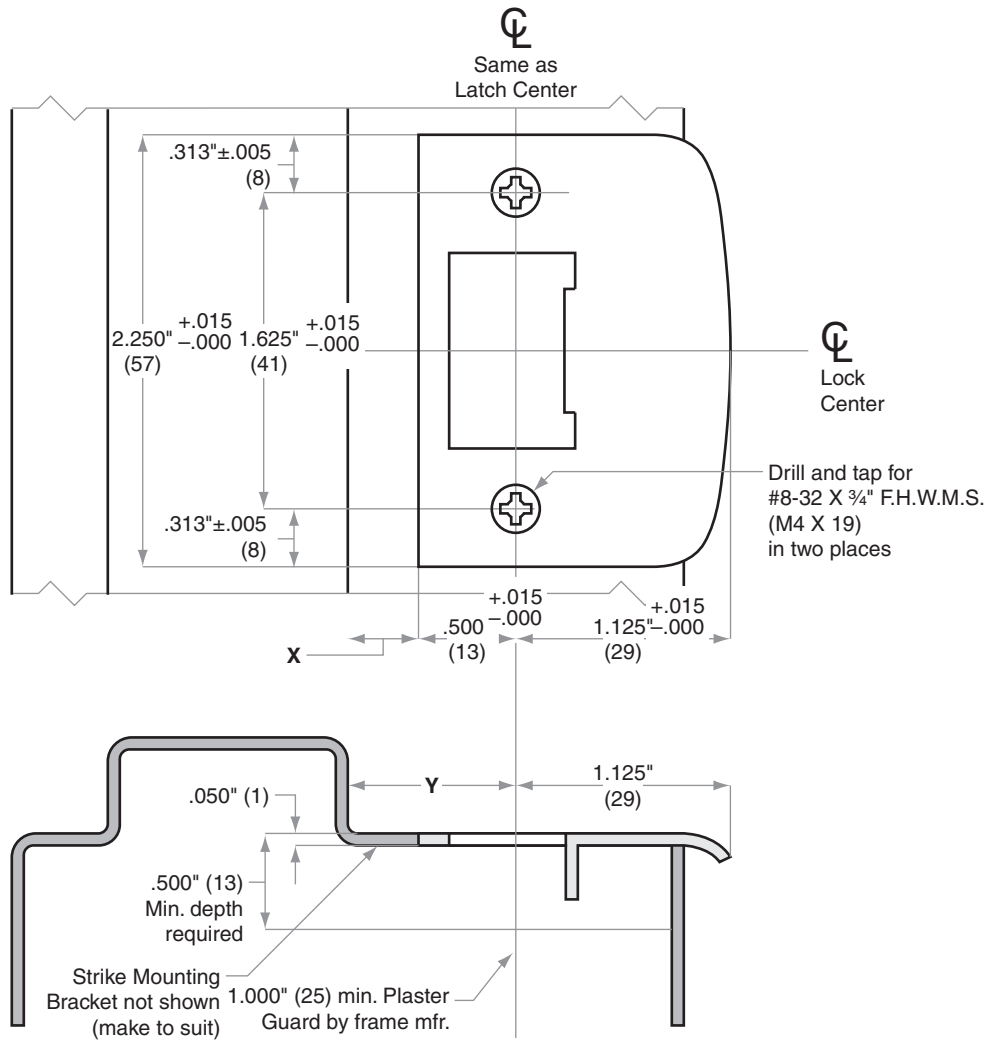 ℄
Same as
Latch Center
.313"±.005
(8)
2.250" +.015 –.000
(57)
1.625" +.015 –.000
(41)
℄
Lock
Center
Drill and tap for
#8-32 X ¾" F.H.W.M.S.
(M4 X 19)
in two places
.313"±.005
(8)
X
.500 +.015 –.000
(13)
1.125" +.015 –.000
(29)
Y
1.125"
(29)
.050" (1)
.500" (13)
Min. depth
required
Strike Mounting
Bracket not shown
(make to suit)
1.000" (25) min. Plaster
Guard by frame mfr.